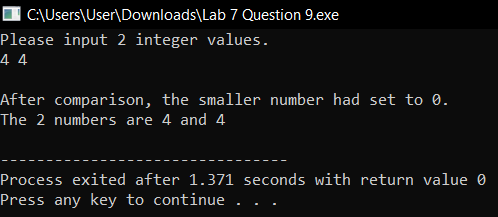 C:\Users\User\Downloads\Lab 7 Question 9.exe
Please input 2 integer values.
4 4
After comparison, the smaller number had set to 0.
The 2 numbers are 4 and 4
--------------------------------
Process exited after 1.371 seconds with return value 0
Press any key to continue . . .